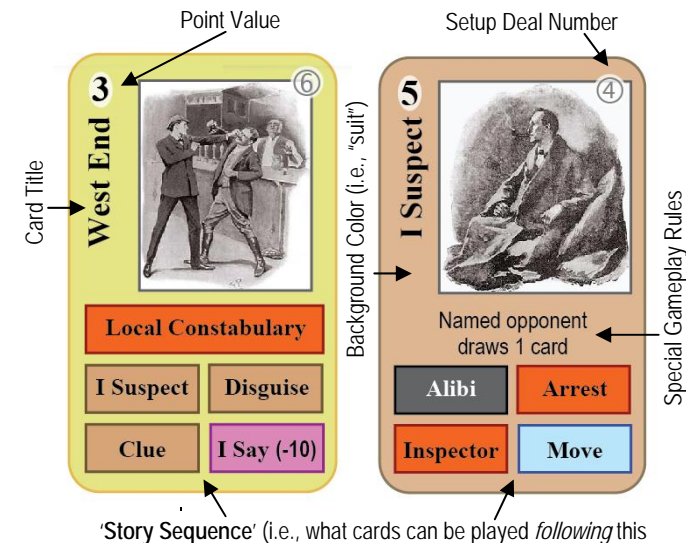 Point Value
Setup Deal Number
3
⑥
West End
Card Title
Local Constabulary
I Suspect
Disguise
Clue
I Say (-10)
Background Color (i.e., "suit")
5
④
I Suspect
Named opponent
draws 1 card
Alibi
Arrest
Inspector
Move
Special Gameplay Rules
'Story Sequence' (i.e., what cards can be played following this